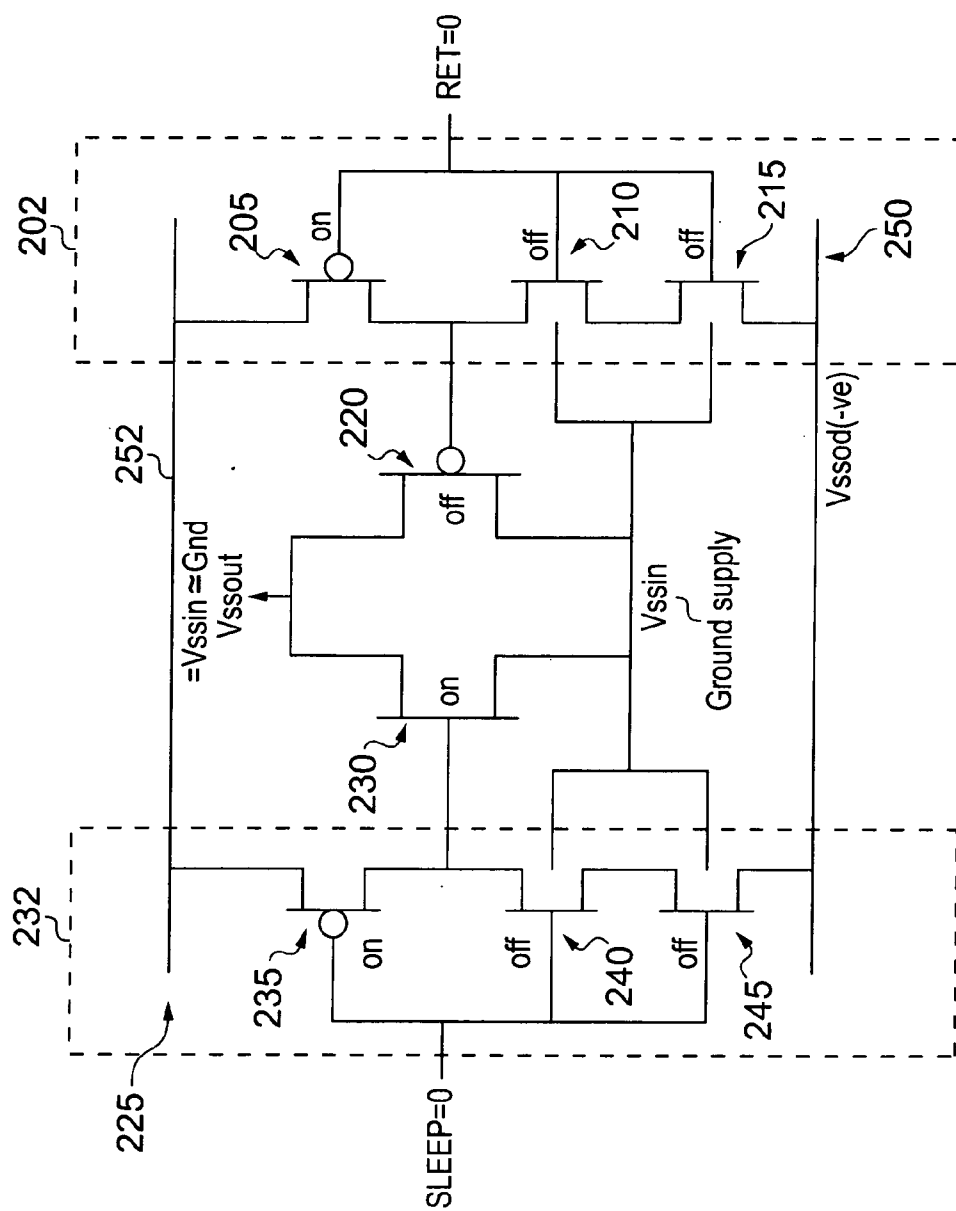 202
232
225
252
205
on
RET=0
=Vssin ≃Gnd
Vssout
220
off
210
off
215
off
235
on
230
on
SLEEP=0
240
off
245
off
Vssin
Ground supply
Vssod(-ve)
250